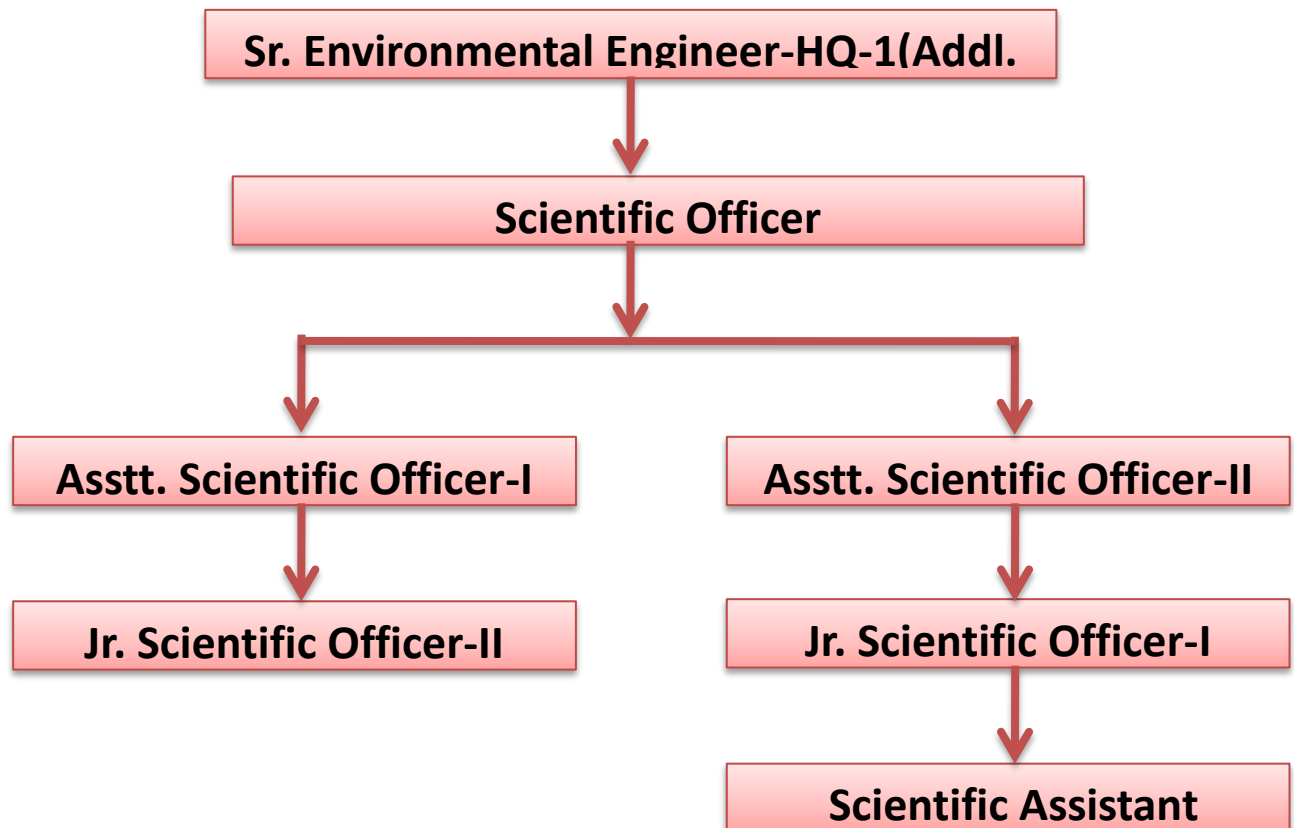 Sr. Environmental Engineer-HQ-1(Addl.
Scientific Officer
Asstt. Scientific Officer-I
Asstt. Scientific Officer-II
Jr. Scientific Officer-II
Jr. Scientific Officer-I
Scientific Assistant